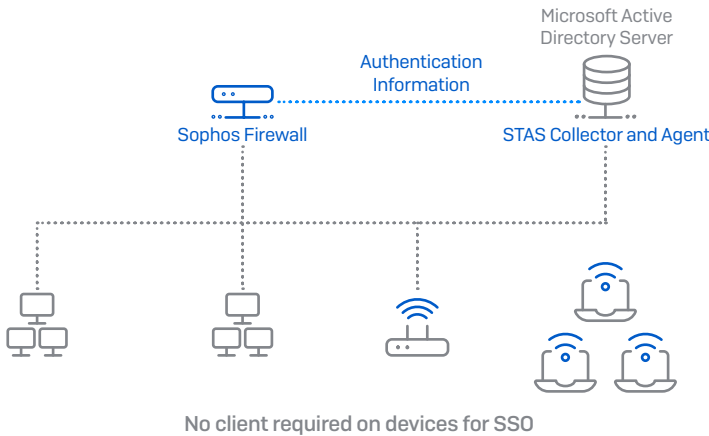 Microsoft Active
Directory Server
Authentication
Information
Sophos Firewall
STAS Collector and Agent
No client required on devices for SSO